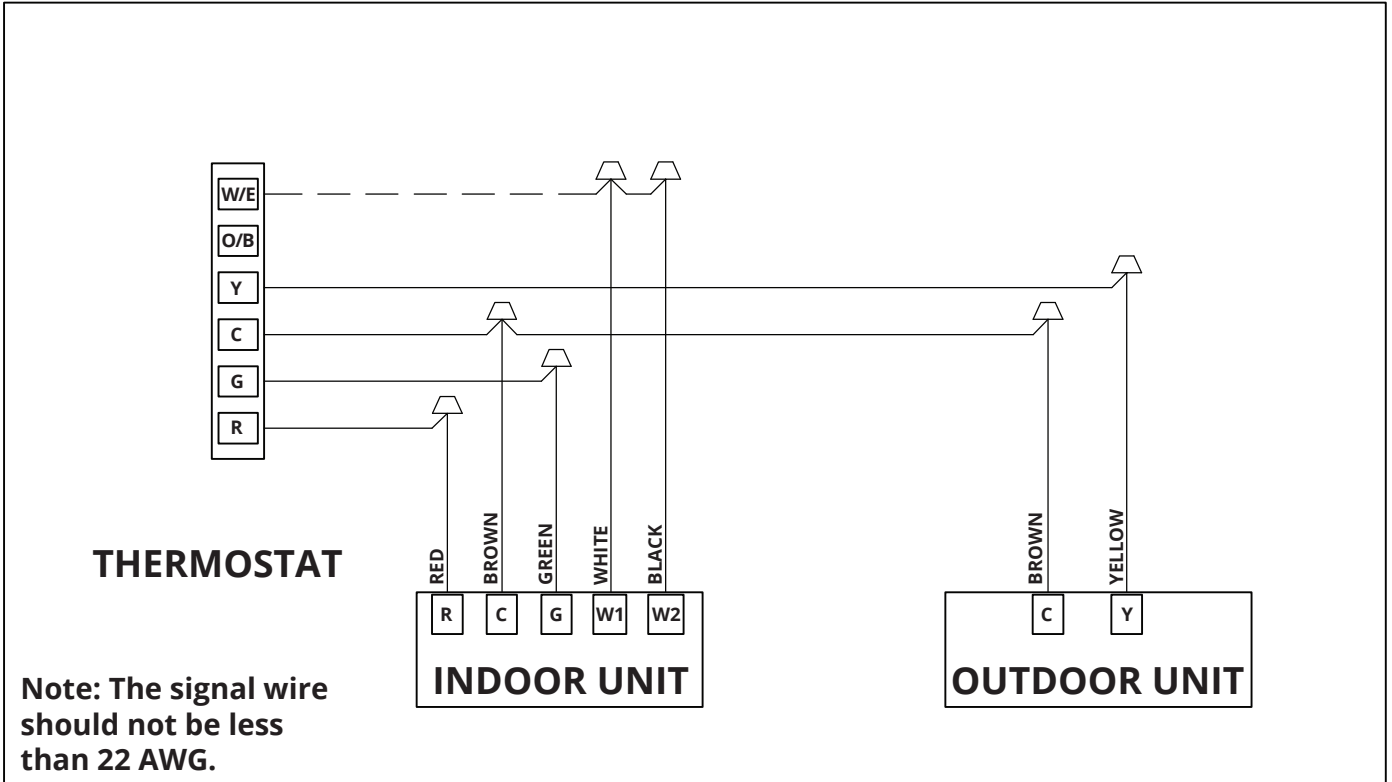 W/E
O/B
Y
C
G
R
THERMOSTAT
RED
BROWN
GREEN
WHITE
BLACK
R
C
G
W1
W2
INDOOR UNIT
BROWN
YELLOW
C
Y
OUTDOOR UNIT
Note: The signal wire
should not be less
than 22 AWG.